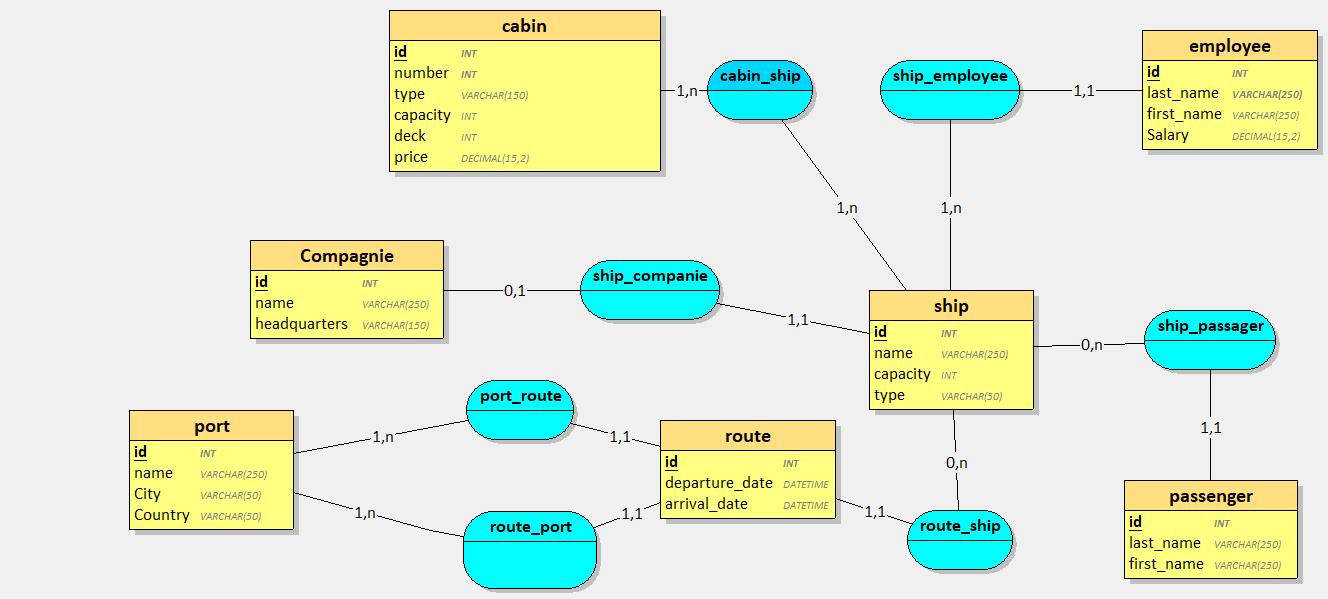 cabin
id INT
number INT
type VARCHAR(150)
capacity INT
deck INT
price DECIMAL(15,2)
1,n
cabin_ship
1,n
ship_employee
1,1
1,n
employee
id INT
last_name VARCHAR(250)
first_name VARCHAR(250)
Salary DECIMAL(15,2)
Compagnie
id INT
name VARCHAR(250)
headquarters VARCHAR(150)
0,1
ship_companie
1,1
ship
id INT
name VARCHAR(250)
capacity INT
type VARCHAR(50)
0,n
ship_passager
1,1
port
id INT
name VARCHAR(250)
City VARCHAR(50)
Country VARCHAR(50)
1,n
port_route
1,1
1,n
route_port
1,1
route
id INT
departure_date DATETIME
arrival_date DATETIME
1,1
0,n
route_ship
passenger
id INT
last_name VARCHAR(250)
first_name VARCHAR(250)